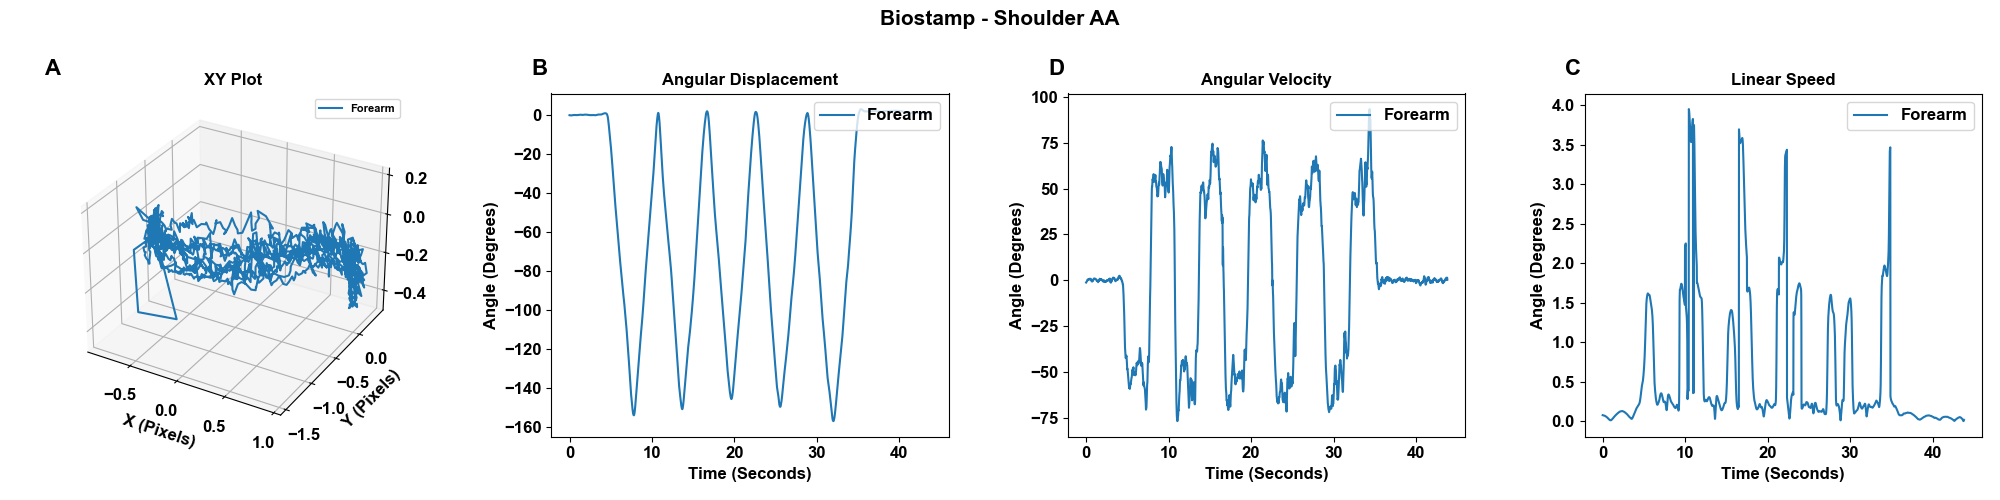 Biostamp - Shoulder AA
A
XY Plot
Forearm
0.2
0.0
−0.2
−0.4
−0.5
0.0
0.5
1.0
X (Pixels)
0.0
−0.5
−1.0
−1.5
Y (Pixels)
B
Angular Displacement
Forearm
0
−20
−40
−60
−80
−100
−120
−140
−160
Angle (Degrees)
0 10 20 30 40
Time (Seconds)
D
Angular Velocity
Forearm
100
75
50
25
0
−25
−50
−75
Angle (Degrees)
0 10 20 30 40
Time (Seconds)
C
Linear Speed
Forearm
4.0
3.5
3.0
2.5
2.0
1.5
1.0
0.5
0.0
Angle (Degrees)
0 10 20 30 40
Time (Seconds)